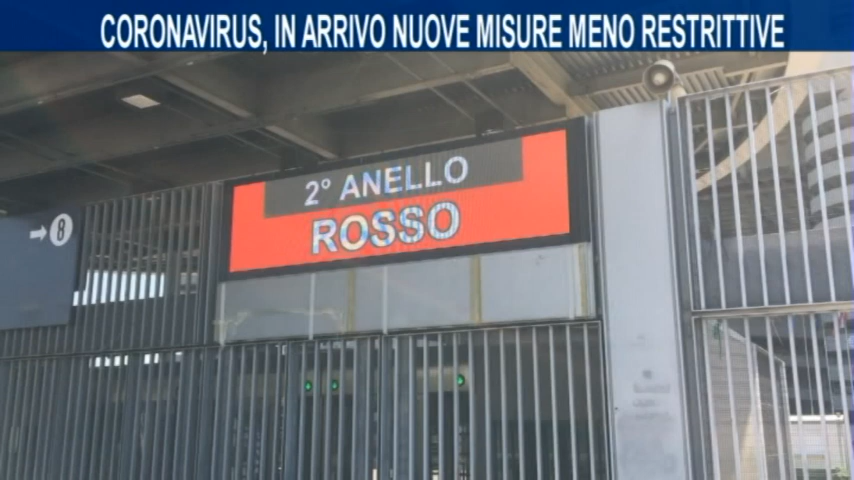 CORONAVIRUS, IN ARRIVO NUOVE MISURE MENO RESTRITTIVE
2° ANELLO
ROSSO
→8